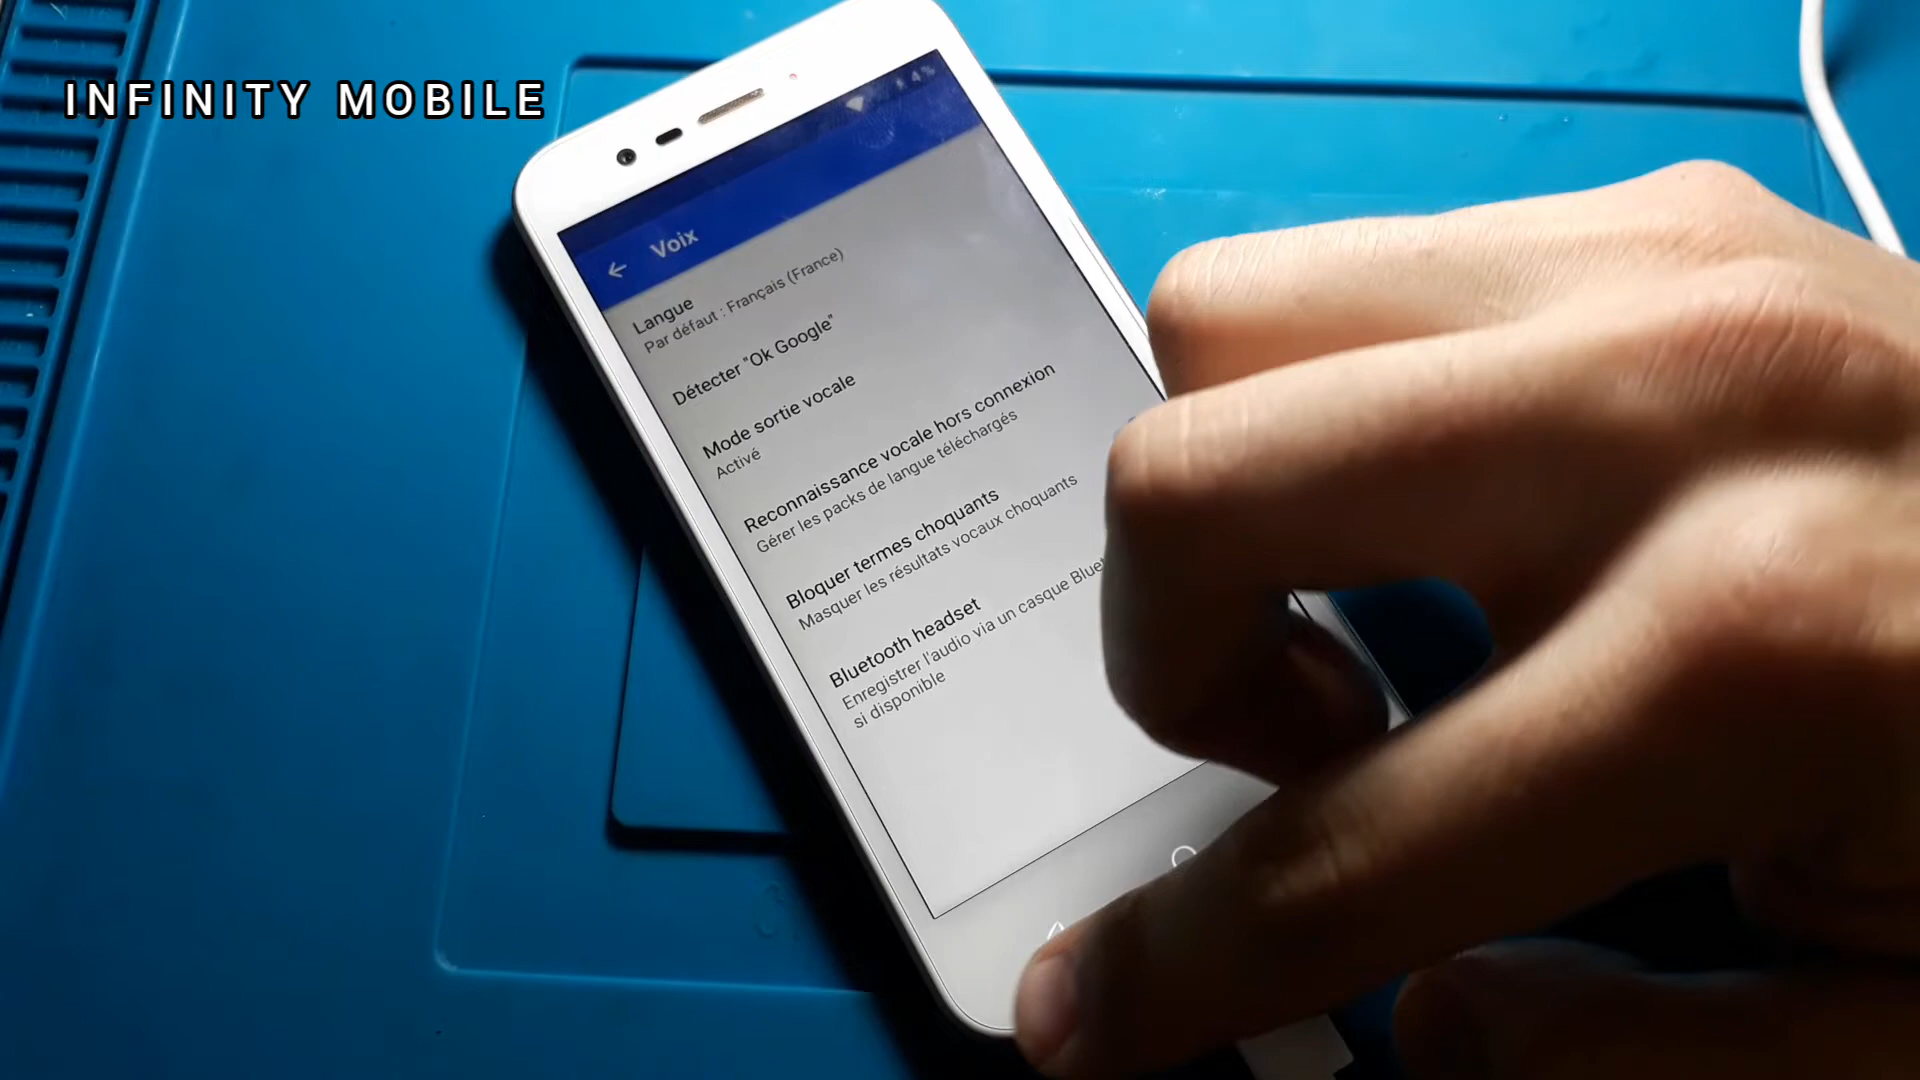 INFINITY MOBILE
4%
Voix
Langue
Par défaut : Français (France)
Détecter "Ok Google"
Mode sortie vocale
Activé
Reconnaissance vocale hors connexion
Gérer les packs de langue téléchargés
Bloquer termes choquants
Masquer les résultats vocaux choquants
Bluetooth headset
Enregistrer l'audio via un casque Bluet
si disponible